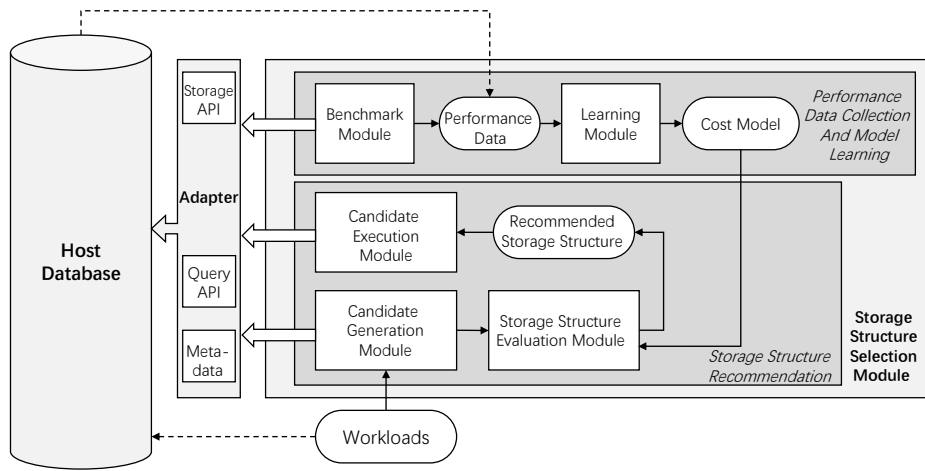 Host
Database
Storage
API
Adapter
Query
API
Meta-
data
Benchmark
Module
Performance
Data
Learning
Module
Cost Model
Performance
Data Collection
And Model
Learning
Candidate
Execution
Module
Recommended
Storage Structure
Candidate
Generation
Module
Storage Structure
Evaluation Module
Storage Structure
Recommendation
Storage
Structure
Selection
Module
Workloads